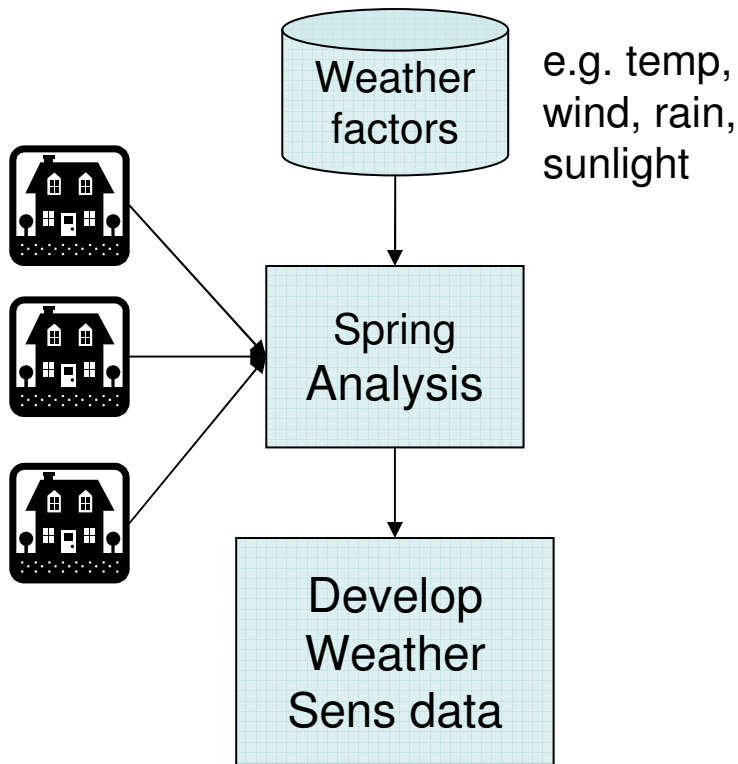 Weather
factors
e.g. temp,
wind, rain,
sunlight
Spring
Analysis
Develop
Weather
Sens data